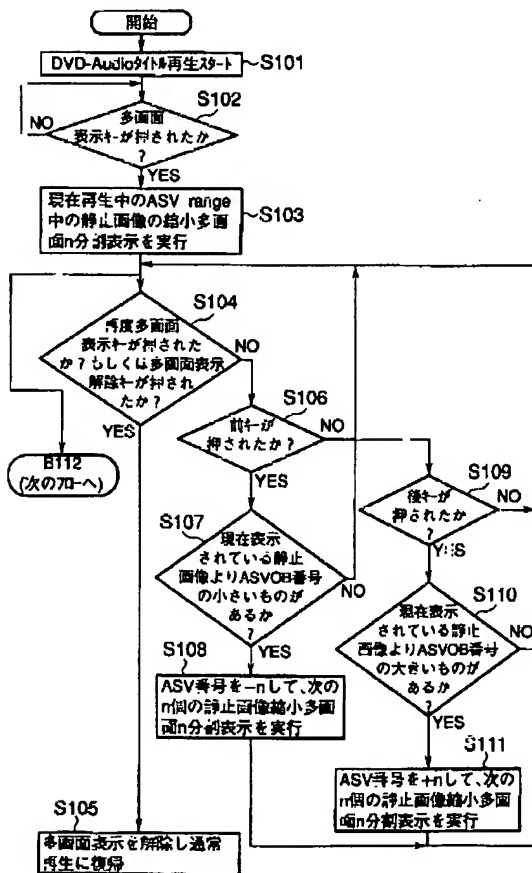 開始
DVD-Audioタイトル再生スタート
S101
S102
多画面
表示キーが押されたか
?
NO
YES
現在再生中のASV range
中の静止画像の縮小多画
面n分割表示を実行
S103
S104
再度多画面
表示キーが押された
か?もしくは多画面表示
解除キーが押され
たか?
NO
YES
B112
(次のフローへ)
S106
前キーが
押されたか?
NO
YES
S109
後キーが
押されたか
?
NO
YES
S107
現在表示
されている静止
画像よりASVOB番号
の小さいものが
あるか
?
NO
YES
S110
現在表示
されている静止
画像よりASVOB番号
の大きいものが
あるか
?
NO
YES
S108
ASV番号を-nして、次の
n個の静止画像縮小多画
面n分割表示を実行
S111
ASV番号を+nして、次の
n個の静止画像縮小多画
面n分割表示を実行
S105
多画面表示を解除し通常
再生に復帰